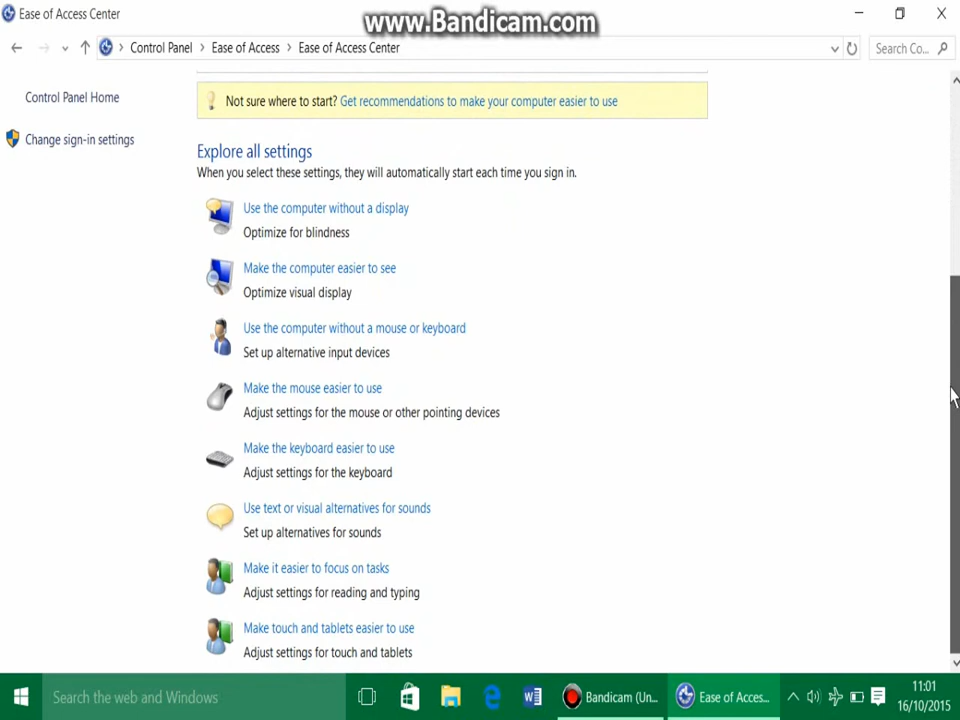 www.Bandicam.com
Ease of Access Center
Control Panel
Ease of Access
Ease of Access Center
Search Co...
Control Panel Home
Change sign-in settings
Not sure where to start? Get recommendations to make your computer easier to use
Explore all settings
When you select these settings, they will automatically start each time you sign in.
Use the computer without a display
Optimize for blindness
Make the computer easier to see
Optimize visual display
Use the computer without a mouse or keyboard
Set up alternative input devices
Make the mouse easier to use
Adjust settings for the mouse or other pointing devices
Make the keyboard easier to use
Adjust settings for the keyboard
Use text or visual alternatives for sounds
Set up alternatives for sounds
Make it easier to focus on tasks
Adjust settings for reading and typing
Make touch and tablets easier to use
Adjust settings for touch and tablets
Search the web and Windows
Bandicam (Un...
Ease of Acces...
11:01
16/10/2015